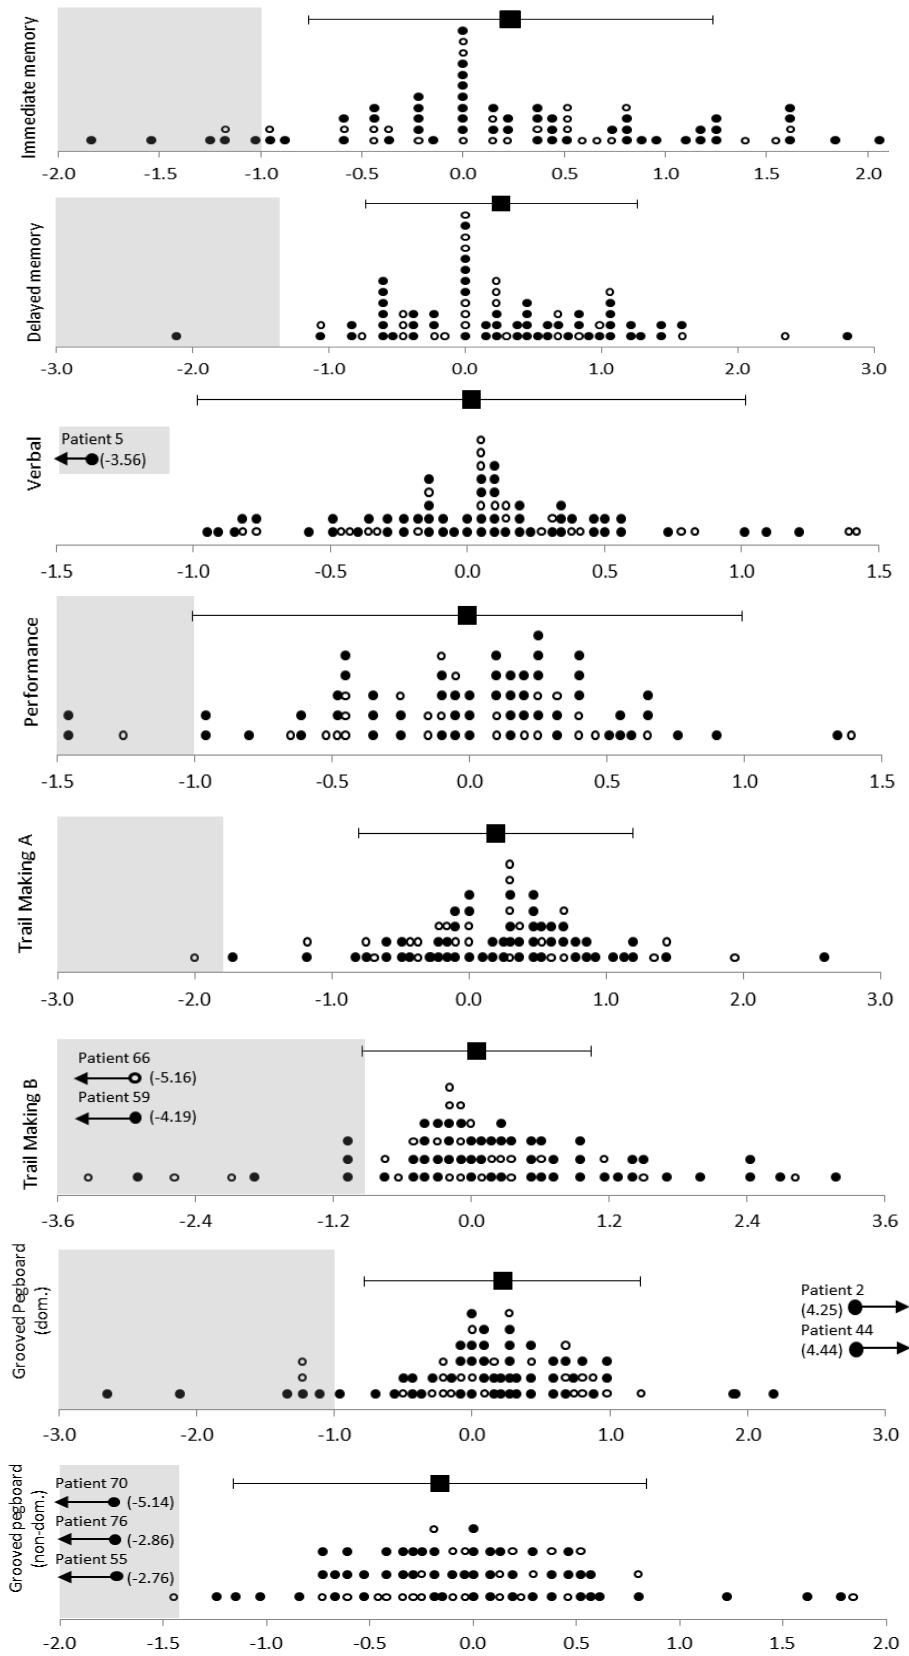 Immediate memory
-2.0 -1.5 -1.0 -0.5 0.0 0.5 1.0 1.5 2.0
Delayed memory
-3.0 -2.0 -1.0 0.0 1.0 2.0 3.0
Verbal
Patient 5
(-3.56)
-1.5 -1.0 -0.5 0.0 0.5 1.0 1.5
Performance
-1.5 -1.0 -0.5 0.0 0.5 1.0 1.5
Trail Making A
-3.0 -2.0 -1.0 0.0 1.0 2.0 3.0
Trail Making B
Patient 66
(-5.16)
Patient 59
(-4.19)
-3.6 -2.4 -1.2 0.0 1.2 2.4 3.6
Grooved Pegboard
(dom.)
Patient 2
(4.25)
Patient 44
(4.44)
-3.0 -2.0 -1.0 0.0 1.0 2.0 3.0
Grooved pegboard
(non-dom.)
Patient 70
(-5.14)
Patient 76
(-2.86)
Patient 55
(-2.76)
-2.0 -1.5 -1.0 -0.5 0.0 0.5 1.0 1.5 2.0